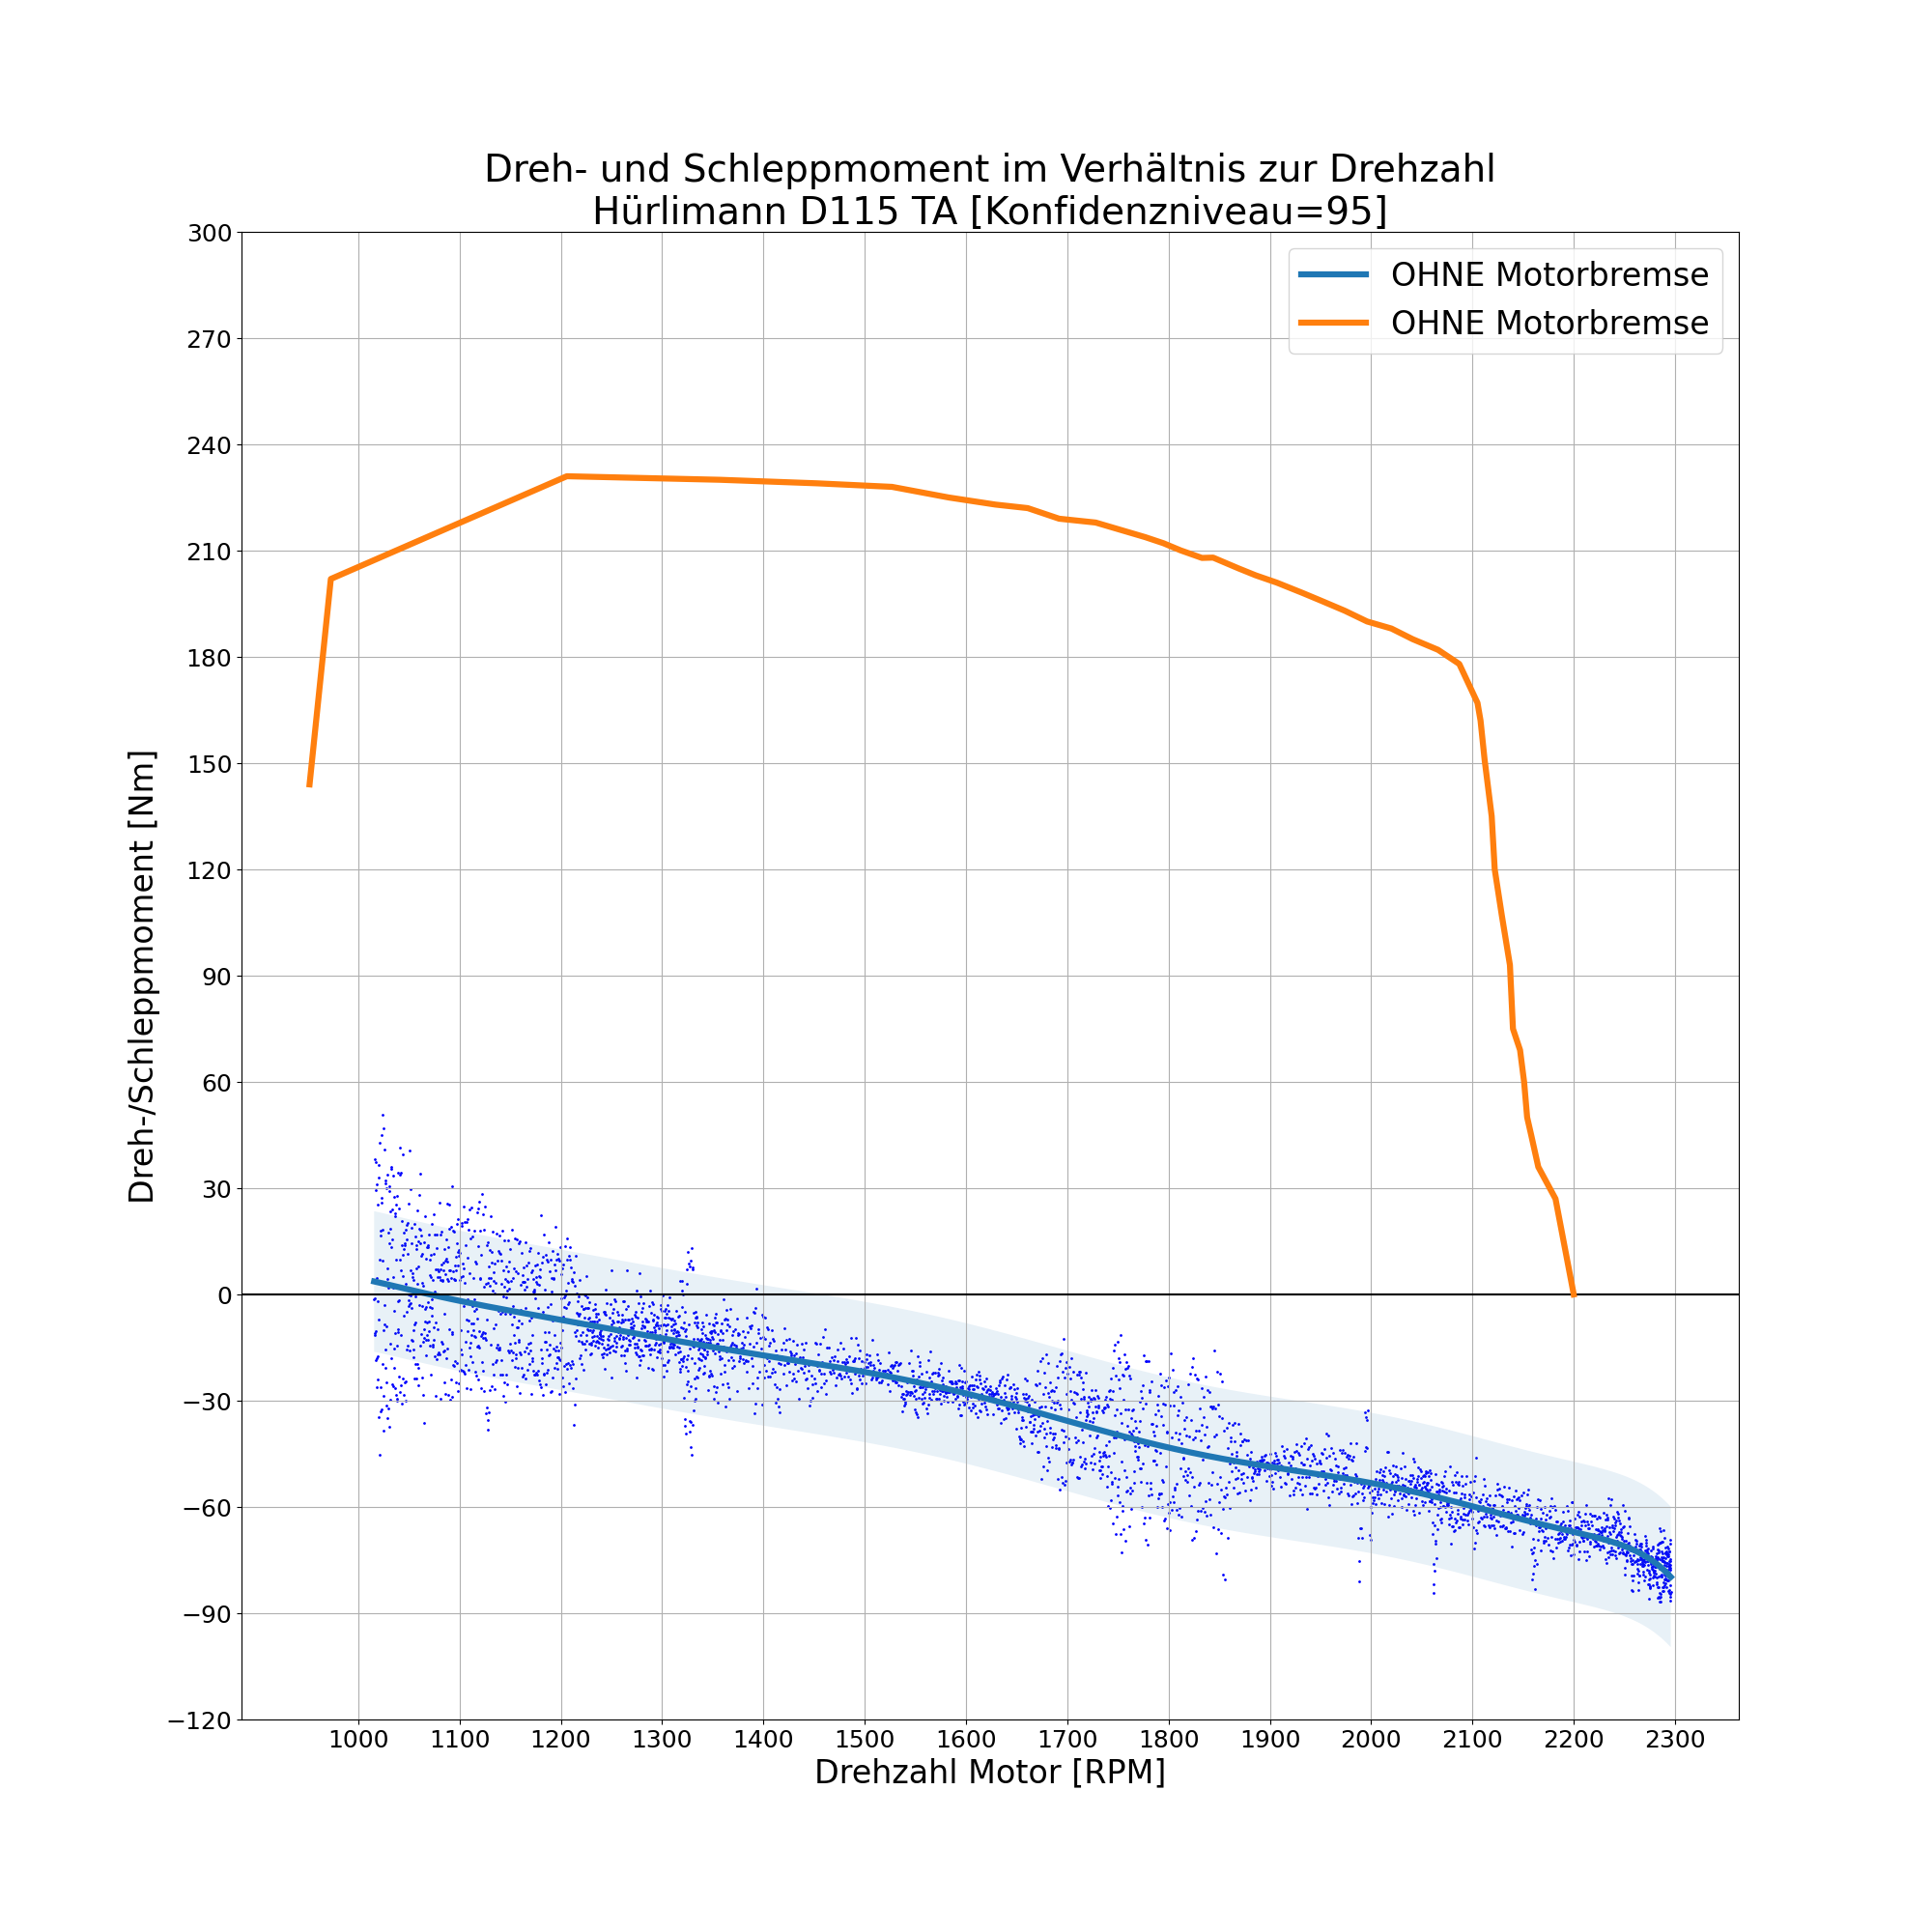 Dreh- und Schleppmoment im Verhältnis zur Drehzahl
Hürlimann D115 TA [Konfidenzniveau=95]
OHNE Motorbremse
OHNE Motorbremse
Dreh-/Schleppmoment [Nm]
300
270
240
210
180
150
120
90
60
30
0
−30
−60
−90
−120
1000 1100 1200 1300 1400 1500 1600 1700 1800 1900 2000 2100 2200 2300
Drehzahl Motor [RPM]